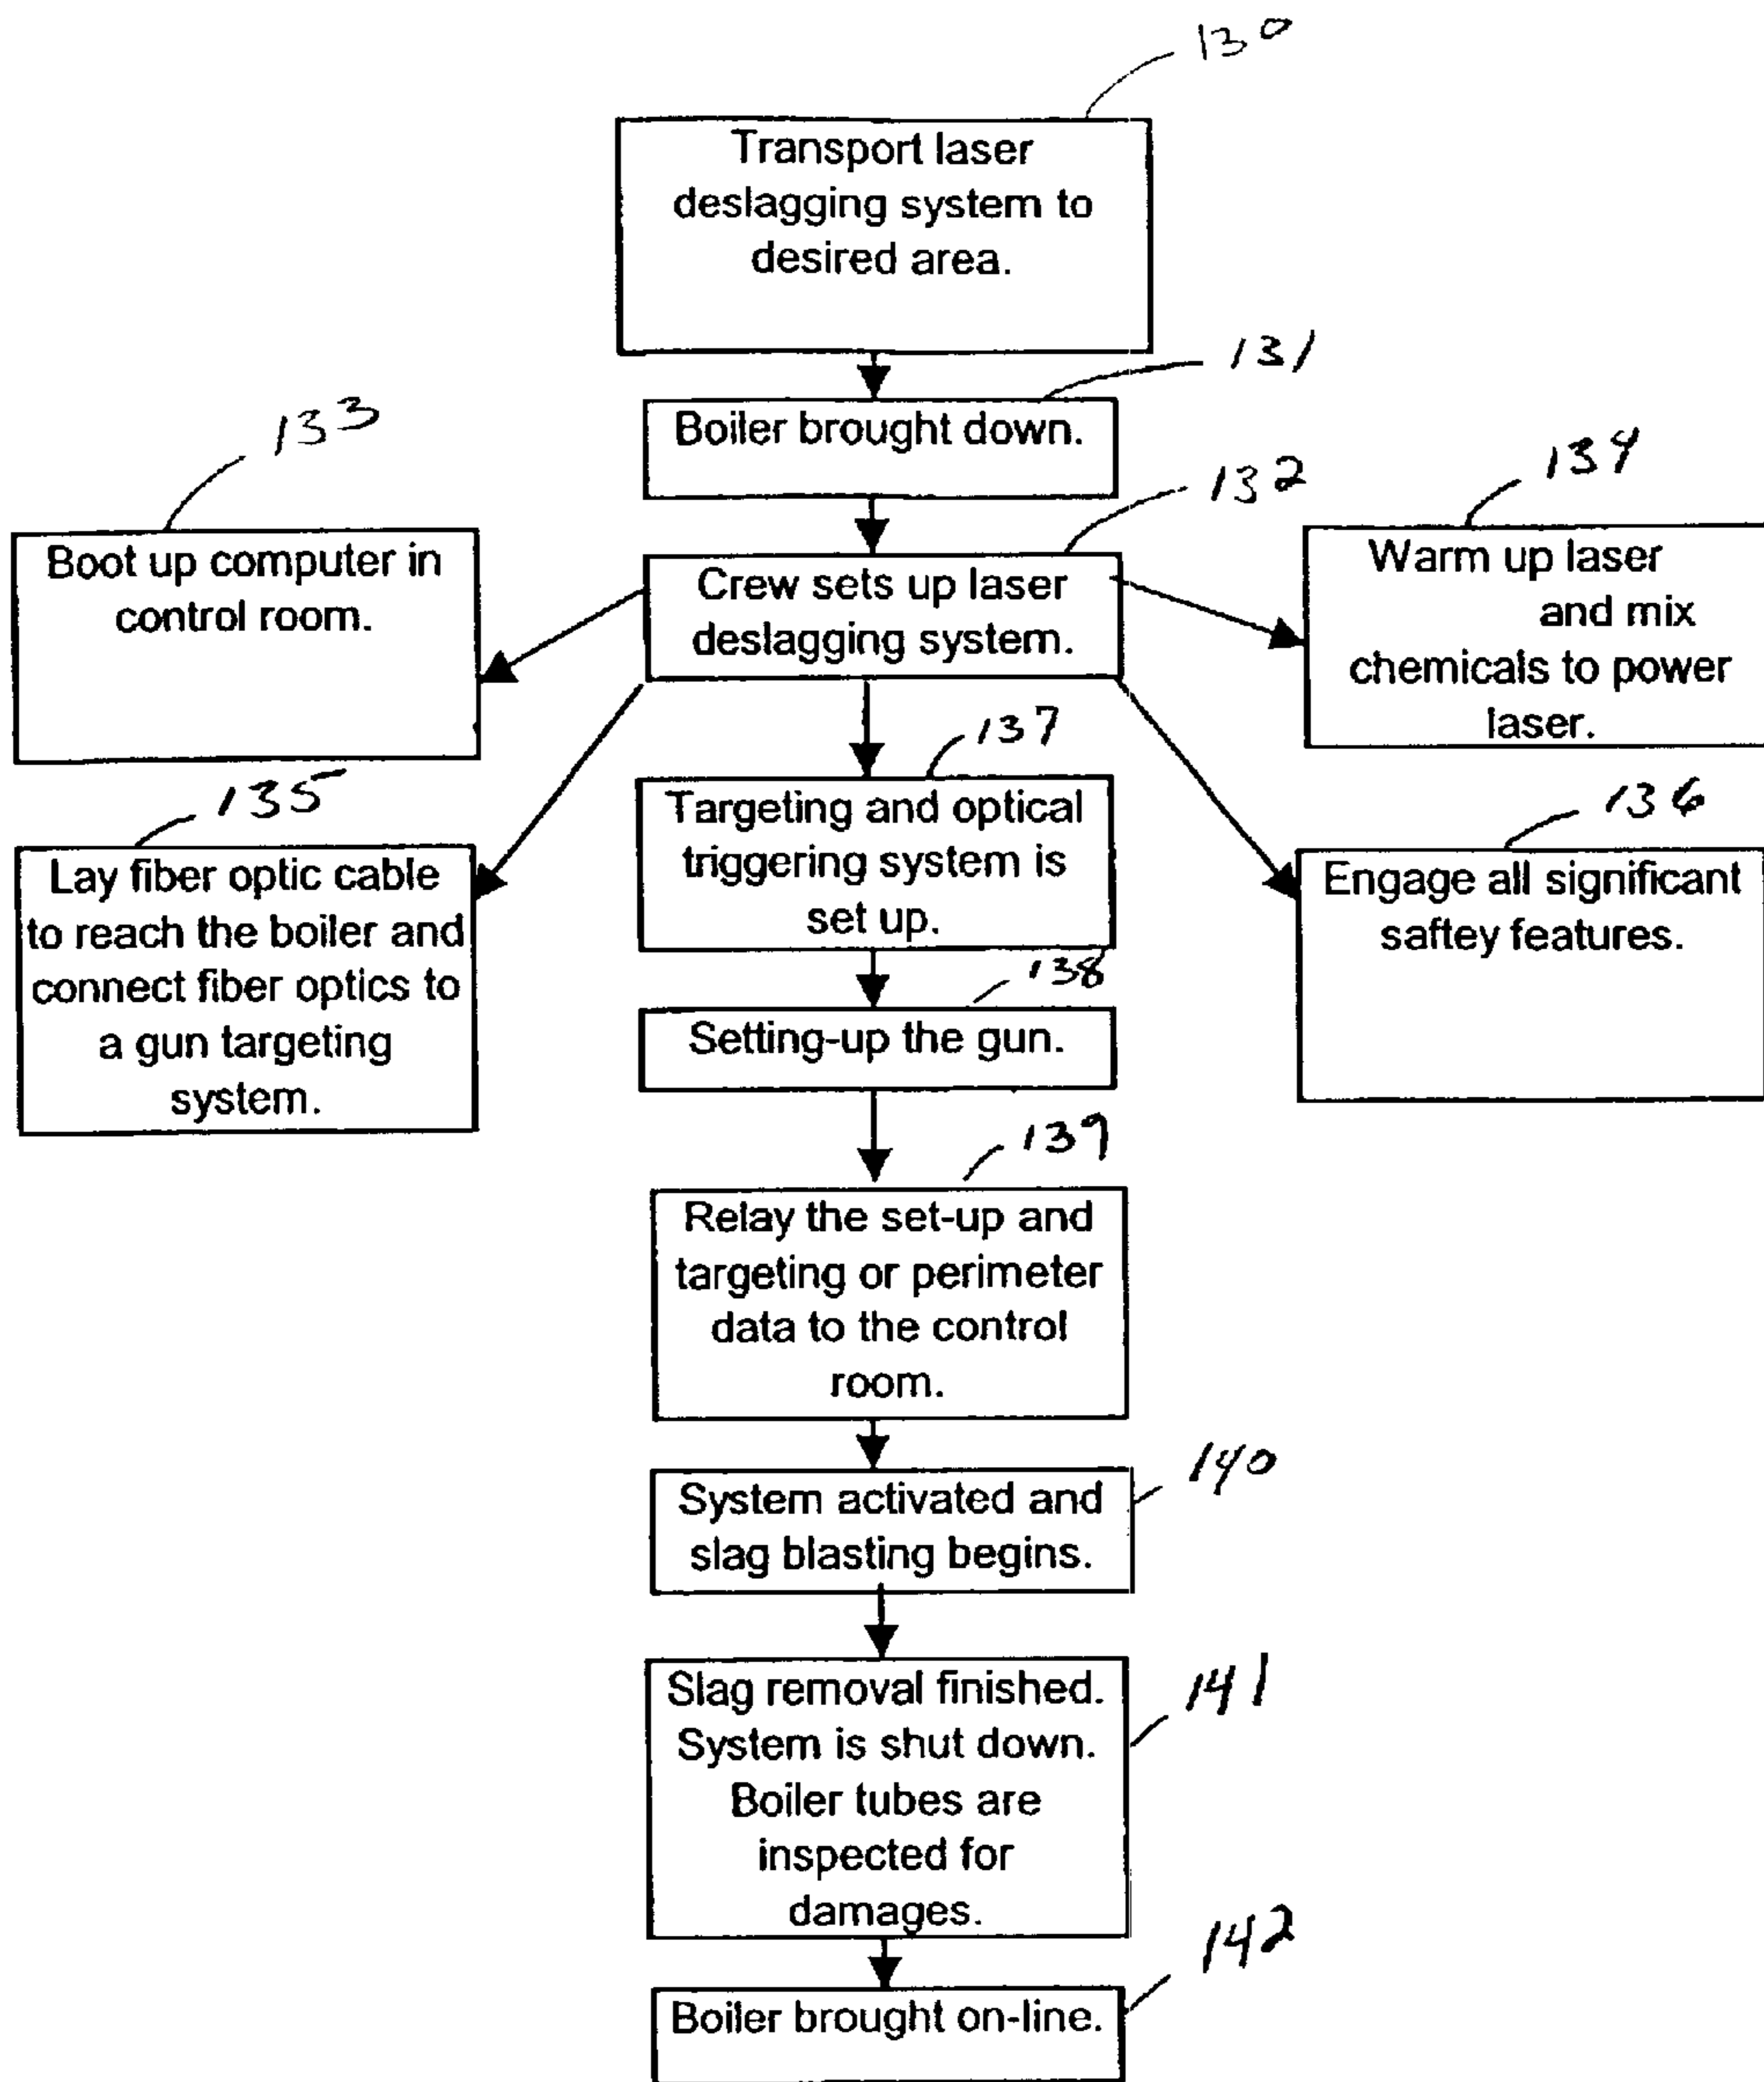 130
Transport laser
deslagging system to
desired area.
131
Boiler brought down.
132
Crew sets up laser
deslagging system.
133
Boot up computer in
control room.
134
Warm up laser
and mix
chemicals to power
laser.
135
Lay fiber optic cable
to reach the boiler and
connect fiber optics to
a gun targeting
system.
136
Engage all significant
saftey features.
137
Targeting and optical
triggering system is
set up.
138
Setting-up the gun.
139
Relay the set-up and
targeting or perimeter
data to the control
room.
140
System activated and
slag blasting begins.
141
Slag removal finished.
System is shut down.
Boiler tubes are
inspected for
damages.
142
Boiler brought on-line.